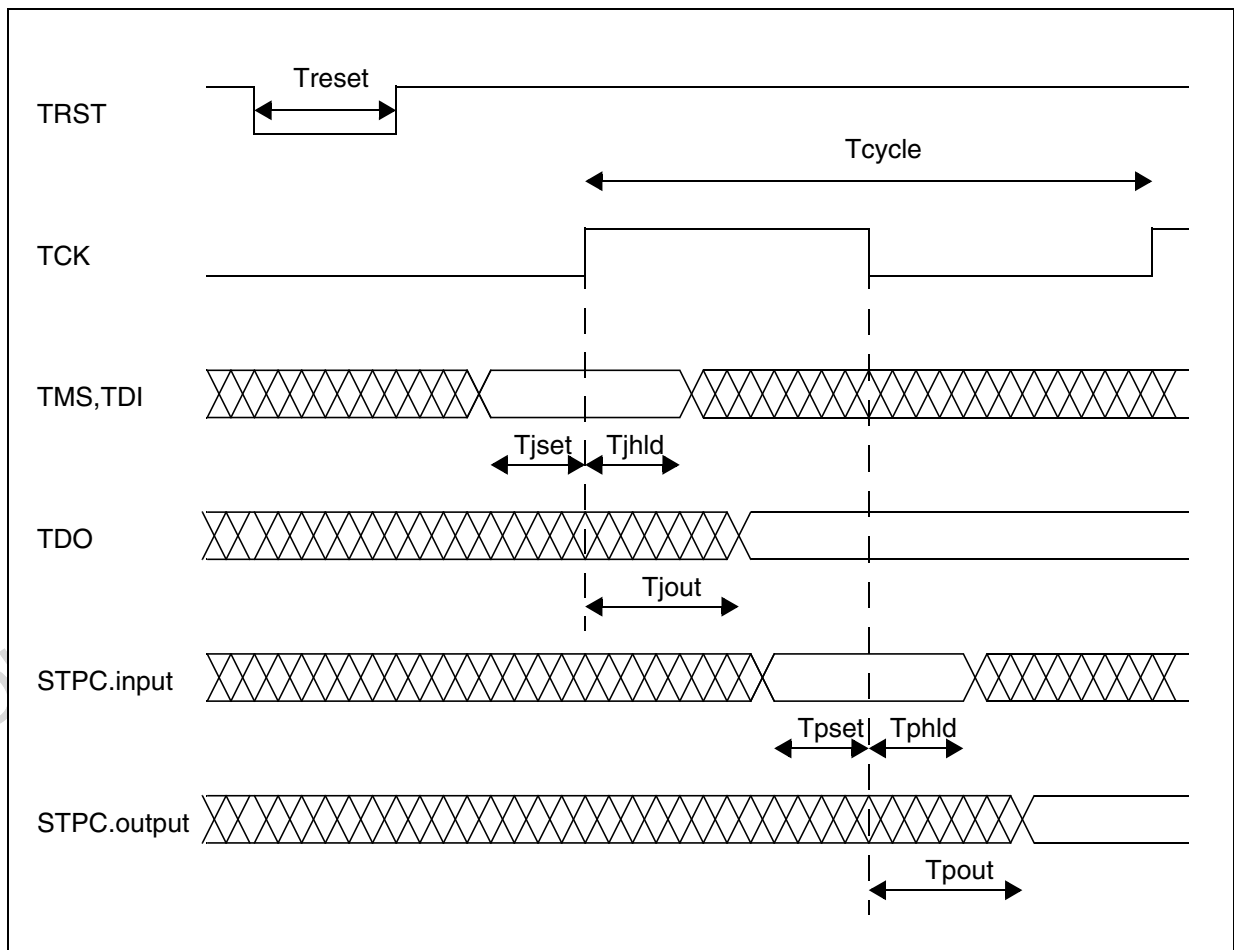 Treset
TRST
Tcycle
TCK
TMS,TDI
Tjset
Tjhld
TDO
Tjout
STPC.input
Tpset
Tphld
STPC.output
Tpout